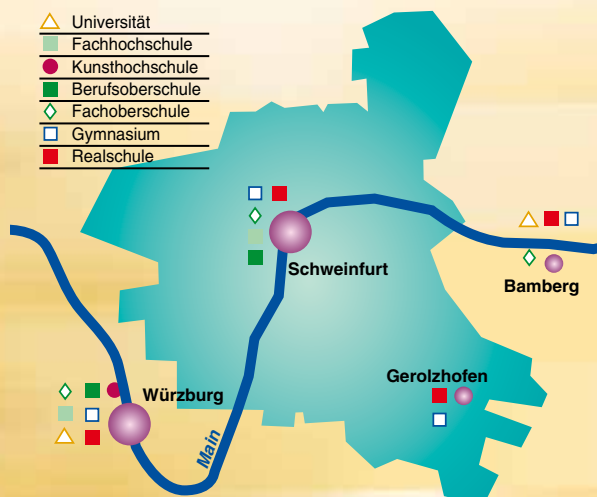 Universität
Fachhochschule
Kunsthochschule
Berufsoberschule
Fachoberschule
Gymnasium
Realschule
Schweinfurt
Bamberg
Gerolzhofen
Würzburg
Main